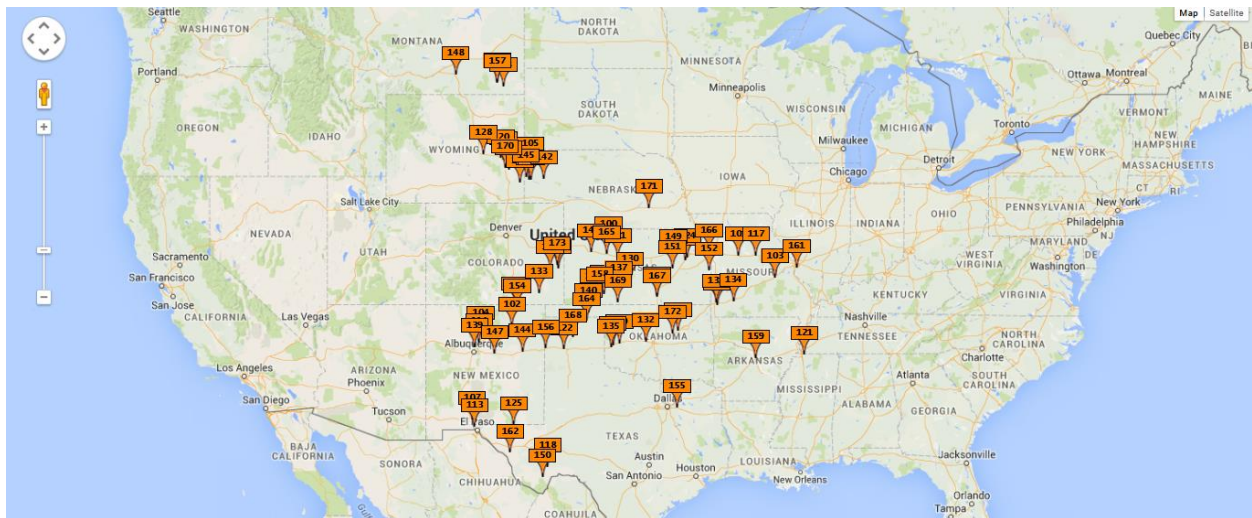 Seattle
WASHINGTON
NORTH
DAKOTA
Map
Satellite
Quebec City
MONTANA
148
157
MINNESOTA
MAINE
Portland
Ottawa
Montreal
Minneapolis
SOUTH
DAKOTA
WISCONSIN
VERMONT
OREGON
IDAHO
Toronto
MICHIGAN
NEW
HAMPSHIRE
128
170
105
145
WYOMING
Milwaukee
NEW YORK
MASSACHUSETTS
Detroit
Chicago
IOWA
CT
RI
171
NEBRASKA
Salt Lake City
PENNSYLVANIA
New York
Philadelphia
NJ
OHIO
ILLINOIS
INDIANA
NEVADA
Denver
United
100
165
166
149
117
161
151
152
173
MARYLAND
DE
Washington
UTAH
COLORADO
Sacramento
San Francisco
San Jose
130
137
103
MISSOURI
WEST
VIRGINIA
133
167
169
134
154
140
164
KENTUCKY
VIRGINIA
CALIFORNIA
Las Vegas
102
168
172
Nashville
139
147
144
156
135
132
159
121
OKLAHOMA
TENNESSEE
NORTH
CAROLINA
Charlotte
Albuquerque
ARKANSAS
Los Angeles
ARIZONA
NEW MEXICO
Phoenix
Atlanta
SOUTH
CAROLINA
155
MISSISSIPPI
Dallas
San Diego
Tucson
107
113
125
ALABAMA
GEORGIA
El Paso
162
TEXAS
BAJA
CALIFORNIA
SONORA
118
150
Austin
LOUISIANA
Jacksonville
San Antonio
Houston
New Orleans
CHIHUAHUA
Orlando
COAHUILA
Tampa